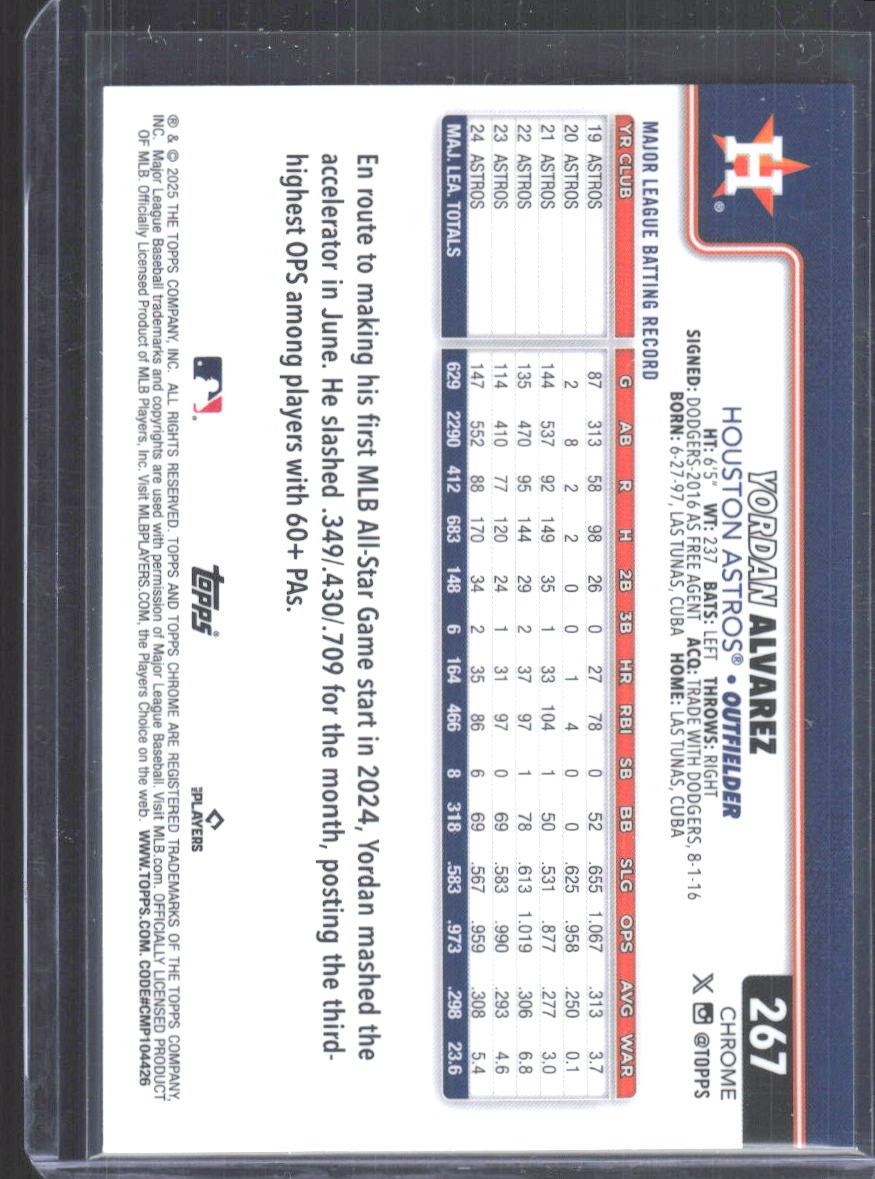 267
CHROME
@TOPPS
YORDAN ALVAREZ
HOUSTON ASTROS® • OUTFIELDER
HT: 6'5" WT: 237 BATS: LEFT THROWS: RIGHT
SIGNED: DODGERS-2016 AS FREE AGENT ACQ: TRADE WITH DODGERS, 8-1-16
BORN: 6-27-97, LAS TUNAS, CUBA HOME: LAS TUNAS, CUBA
MAJOR LEAGUE BATTING RECORD
YR CLUB G AB R H 2B 3B HR RBI SB BB SLG OPS AVG WAR
19 ASTROS 87 313 58 98 26 0 27 78 0 52 .655 1.067 .313 3.7
20 ASTROS 2 8 2 2 0 0 1 4 0 0 .625 .958 .250 0.1
21 ASTROS 144 537 92 149 35 1 33 104 1 50 .531 .877 .277 3.0
22 ASTROS 135 470 95 144 29 2 37 97 1 78 .613 1.019 .306 6.8
23 ASTROS 114 410 77 120 24 1 31 97 0 69 .583 .990 .293 4.6
24 ASTROS 147 552 88 170 34 2 35 86 6 69 .567 .959 .308 5.4
MAJ. LEA. TOTALS 629 2290 412 683 148 6 164 466 8 318 .583 .973 .298 23.6
En route to making his first MLB All-Star Game start in 2024, Yordan mashed the
accelerator in June. He slashed .349/.430/.709 for the month, posting the third-
highest OPS among players with 60+ PAs.
topps®
MLB PLAYERS
® & © 2025 THE TOPPS COMPANY, INC. ALL RIGHTS RESERVED. TOPPS AND TOPPS CHROME ARE REGISTERED TRADEMARKS OF THE TOPPS COMPANY,
INC. Major League Baseball trademarks and copyrights are used with permission of Major League Baseball. Visit MLB.com. OFFICIALLY LICENSED PRODUCT
OF MLB. Officially Licensed Product of MLB Players, Inc. Visit MLBPLAYERS.COM, the Players Choice on the web. WWW.TOPPS.COM. CODE#CMP104426